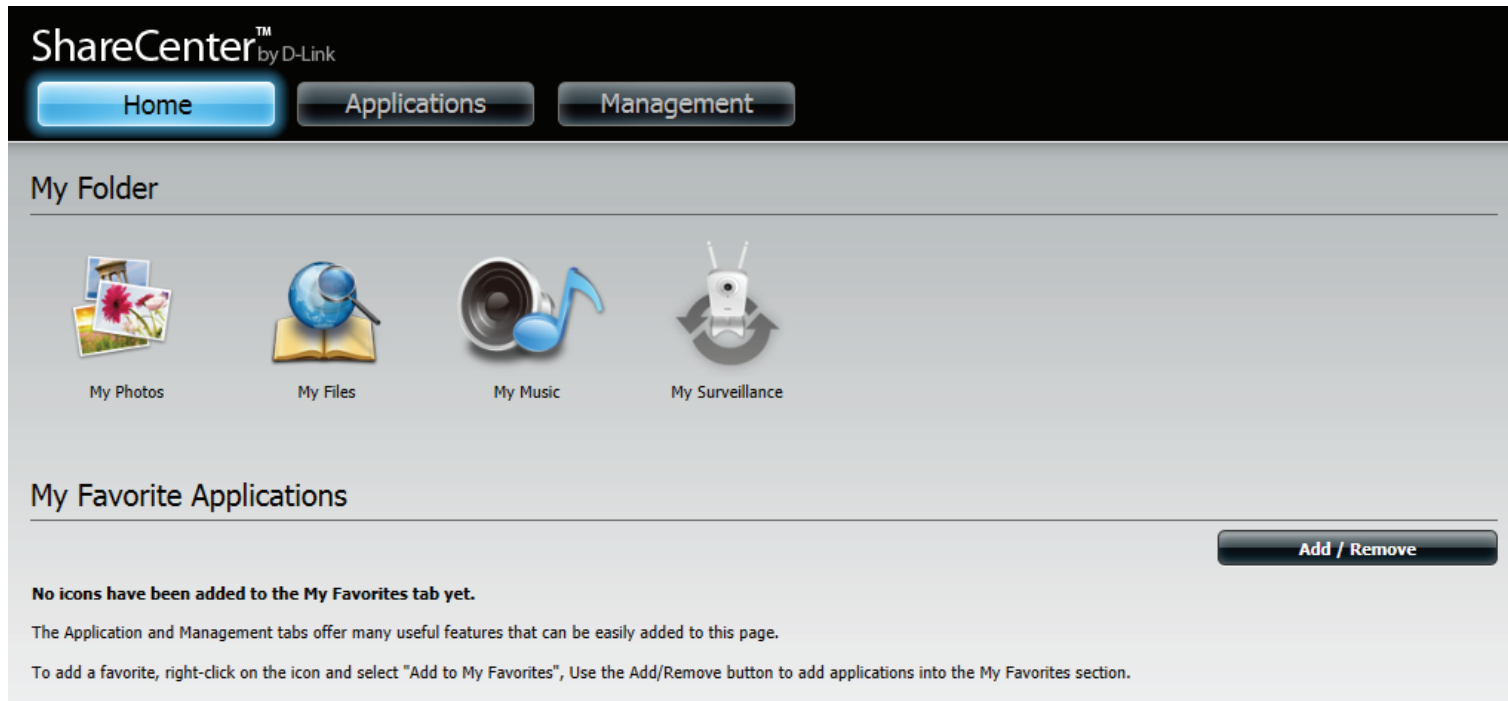 ShareCenter™ by D-Link
Home Applications Management
My Folder
My Photos My Files My Music My Surveillance
My Favorite Applications
Add / Remove
No icons have been added to the My Favorites tab yet.
The Application and Management tabs offer many useful features that can be easily added to this page.
To add a favorite, right-click on the icon and select "Add to My Favorites", Use the Add/Remove button to add applications into the My Favorites section.